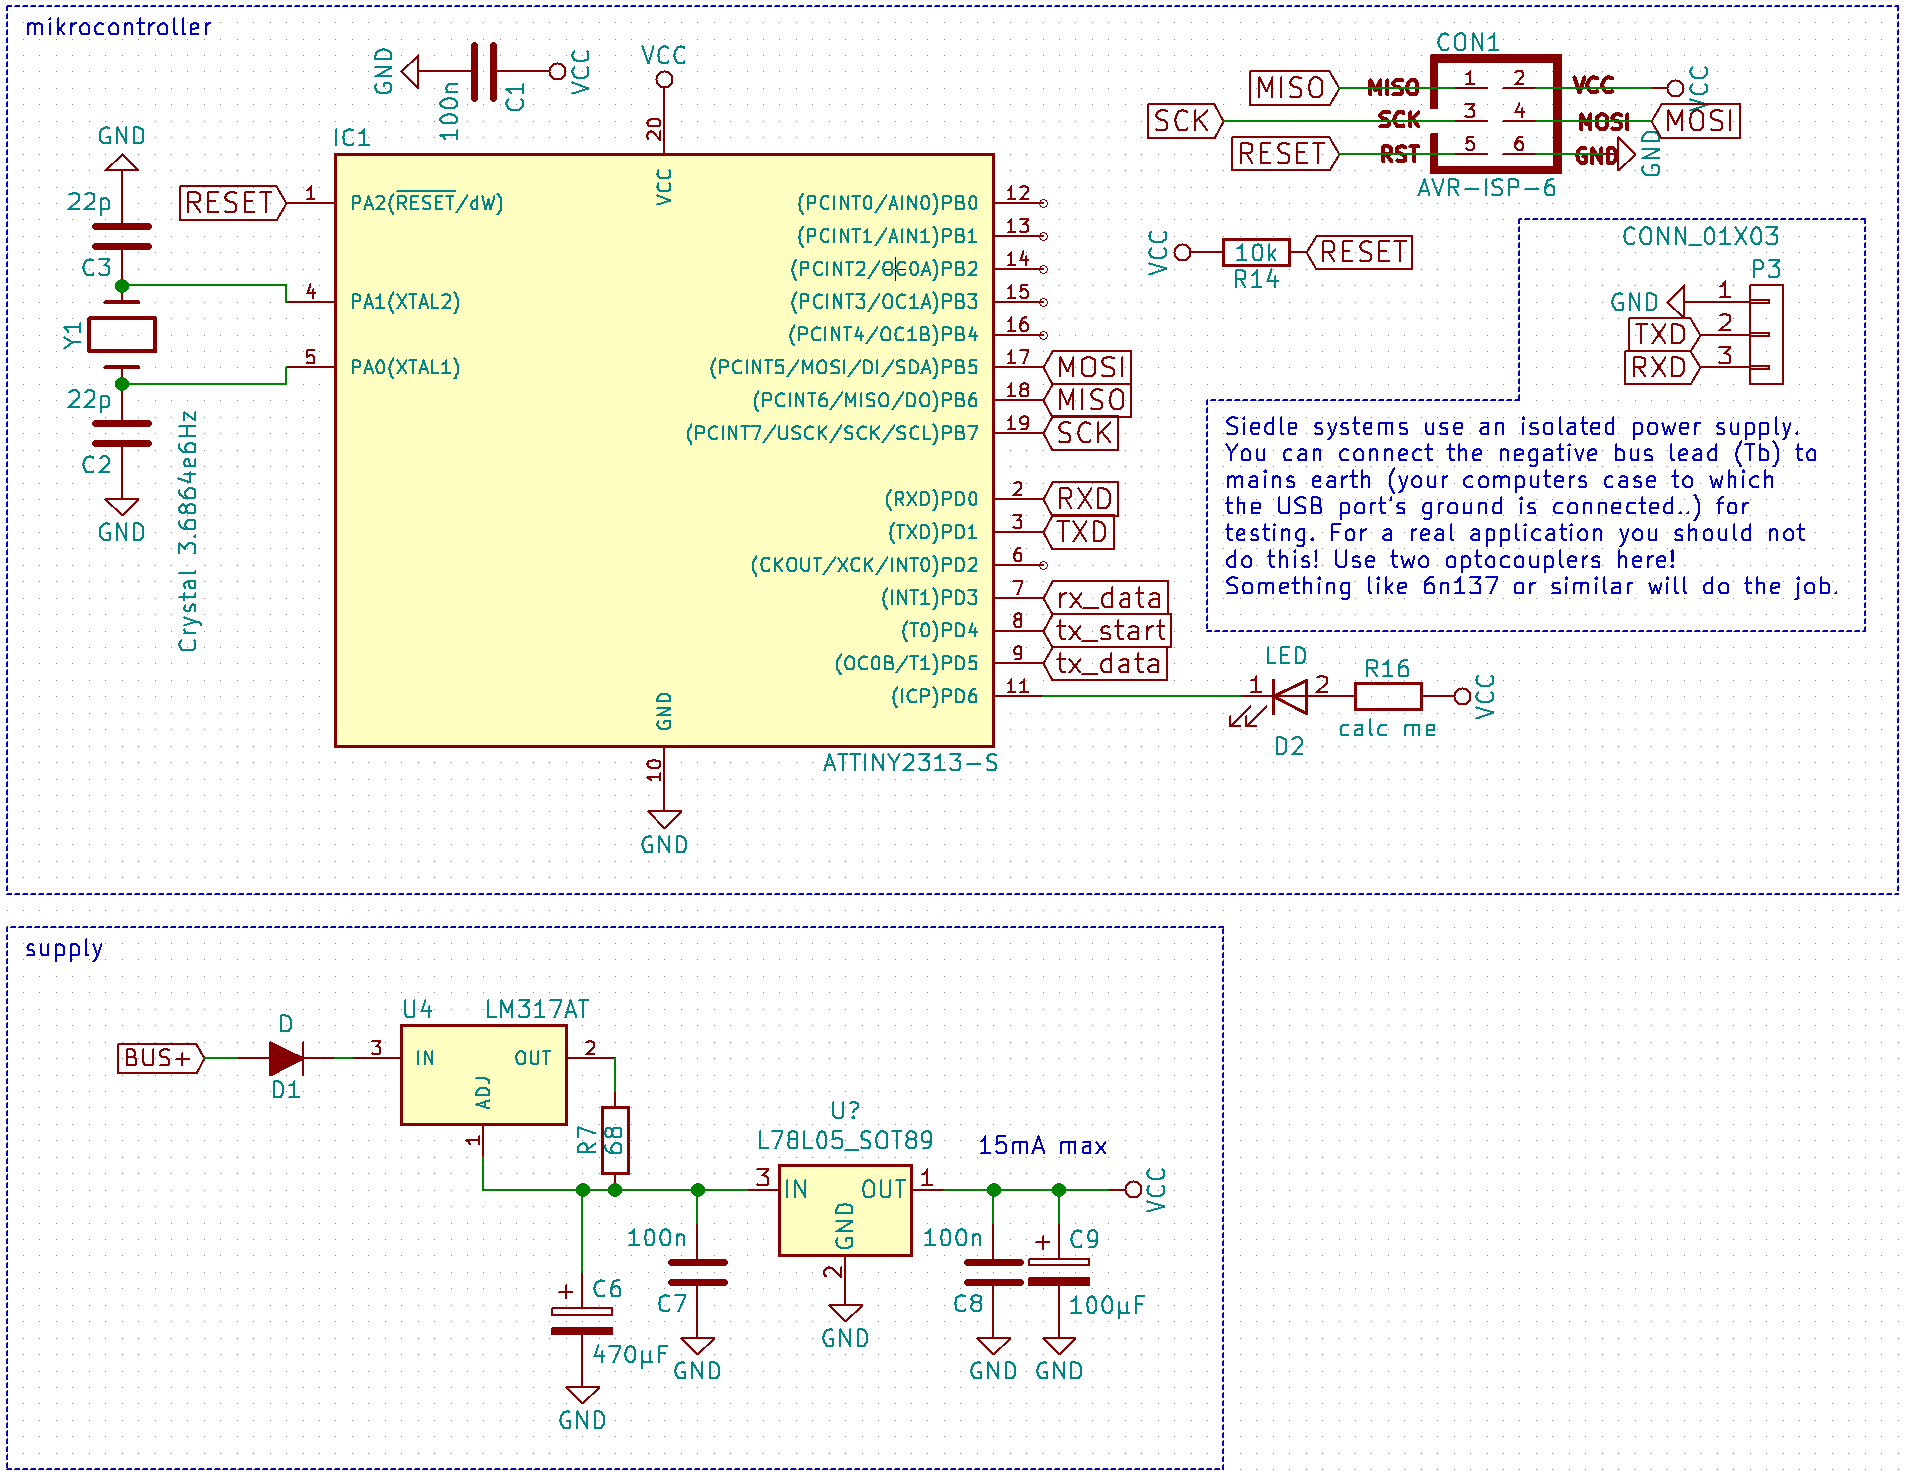 mikrocontroller
GND
100n
C1
VCC
VCC
20
IC1
VCC
GND
22p
C3
Y1
22p
C2
GND
Crystal 3.6864e6Hz
RESET
1
PA2(RESET/dW)
4
PA1(XTAL2)
5
PA0(XTAL1)
(PCINT0/AIN0)PB0
12
(PCINT1/AIN1)PB1
13
(PCINT2/OC0A)PB2
14
(PCINT3/OC1A)PB3
15
(PCINT4/OC1B)PB4
16
(PCINT5/MOSI/DI/SDA)PB5
17
MOSI
(PCINT6/MISO/DO)PB6
18
MISO
(PCINT7/USCK/SCK/SCL)PB7
19
SCK
(RXD)PD0
2
RXD
(TXD)PD1
3
TXD
(CKOUT/XCK/INT0)PD2
6
(INT1)PD3
7
rx_data
(T0)PD4
8
tx_start
(OC0B/T1)PD5
9
tx_data
(ICP)PD6
11
GND
10
GND
ATTINY2313-S
CON1
MISO
MISO
1
2
VCC
VCC
SCK
SCK
3
4
MOSI
MOSI
RESET
RST
5
6
GND
GND
AVR-ISP-6
VCC
10k
R14
RESET
CONN_01X03
P3
GND
1
TXD
2
RXD
3
Siedle systems use an isolated power supply.
You can connect the negative bus lead (Tb) to
mains earth (your computers case to which
the USB port's ground is connected..) for
testing. For a real application you should not
do this! Use two optocouplers here!
Something like 6n137 or similar will do the job.
LED
1
2
D2
R16
calc me
VCC
supply
BUS+
D
D1
U4
LM317AT
3
IN
OUT
2
ADJ
1
R7
68
C6
470µF
GND
100n
C7
GND
U?
L78L05_SOT89
3
IN
OUT
1
GND
2
GND
15mA max
100n
C8
GND
C9
100µF
GND
VCC